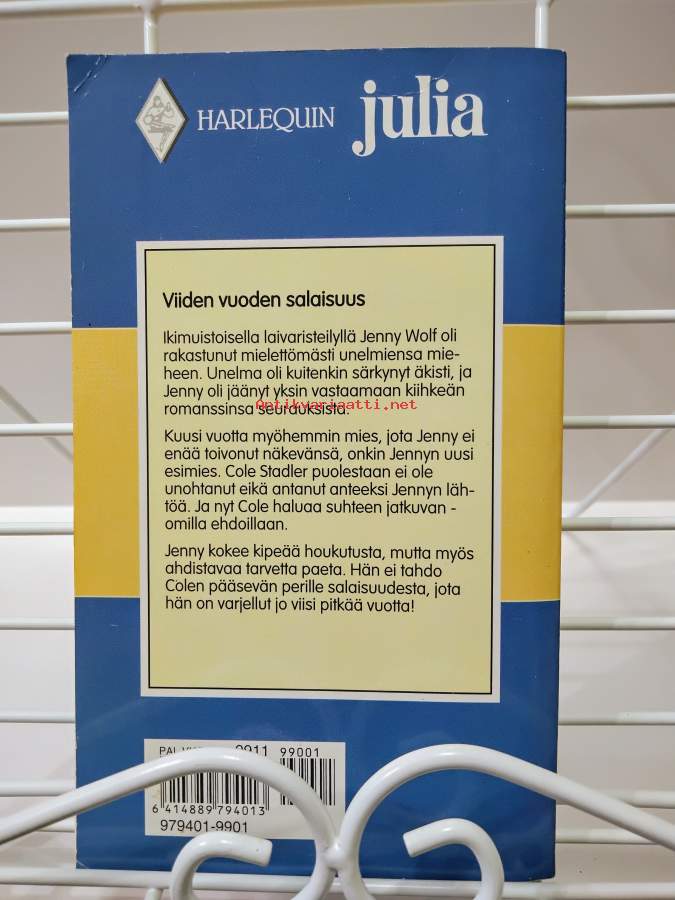 HARLEQUIN julia
Viiden vuoden salaisuus
Ikimuistoisella laivaristeilyllä Jenny Wolf oli
rakastunut mielettömästi unelmiensa mie-
heen. Unelma oli kuitenkin särkynyt äkisti, ja
Jenny oli jäänyt yksin vastaamaan kiihkeän
romanssinsa seurauksista.
Antikvariaatti.net
Kuusi vuotta myöhemmin mies, jota Jenny ei
enää toivonut näkevänsä, onkin Jennyn uusi
esimies. Cole Stadler puolestaan ei ole
unohtanut eikä antanut anteeksi Jennyn läh-
töä. Ja nyt Cole haluaa suhteen jatkuvan -
omilla ehdoillaan.
Jenny kokee kipeää houkutusta, mutta myös
ahdistavaa tarvetta paeta. Hän ei tahdo
Colen pääsevän perille salaisuudesta, jota
hän on varjellut jo viisi pitkää vuotta!
99001
6 414889 794013
979401-9901